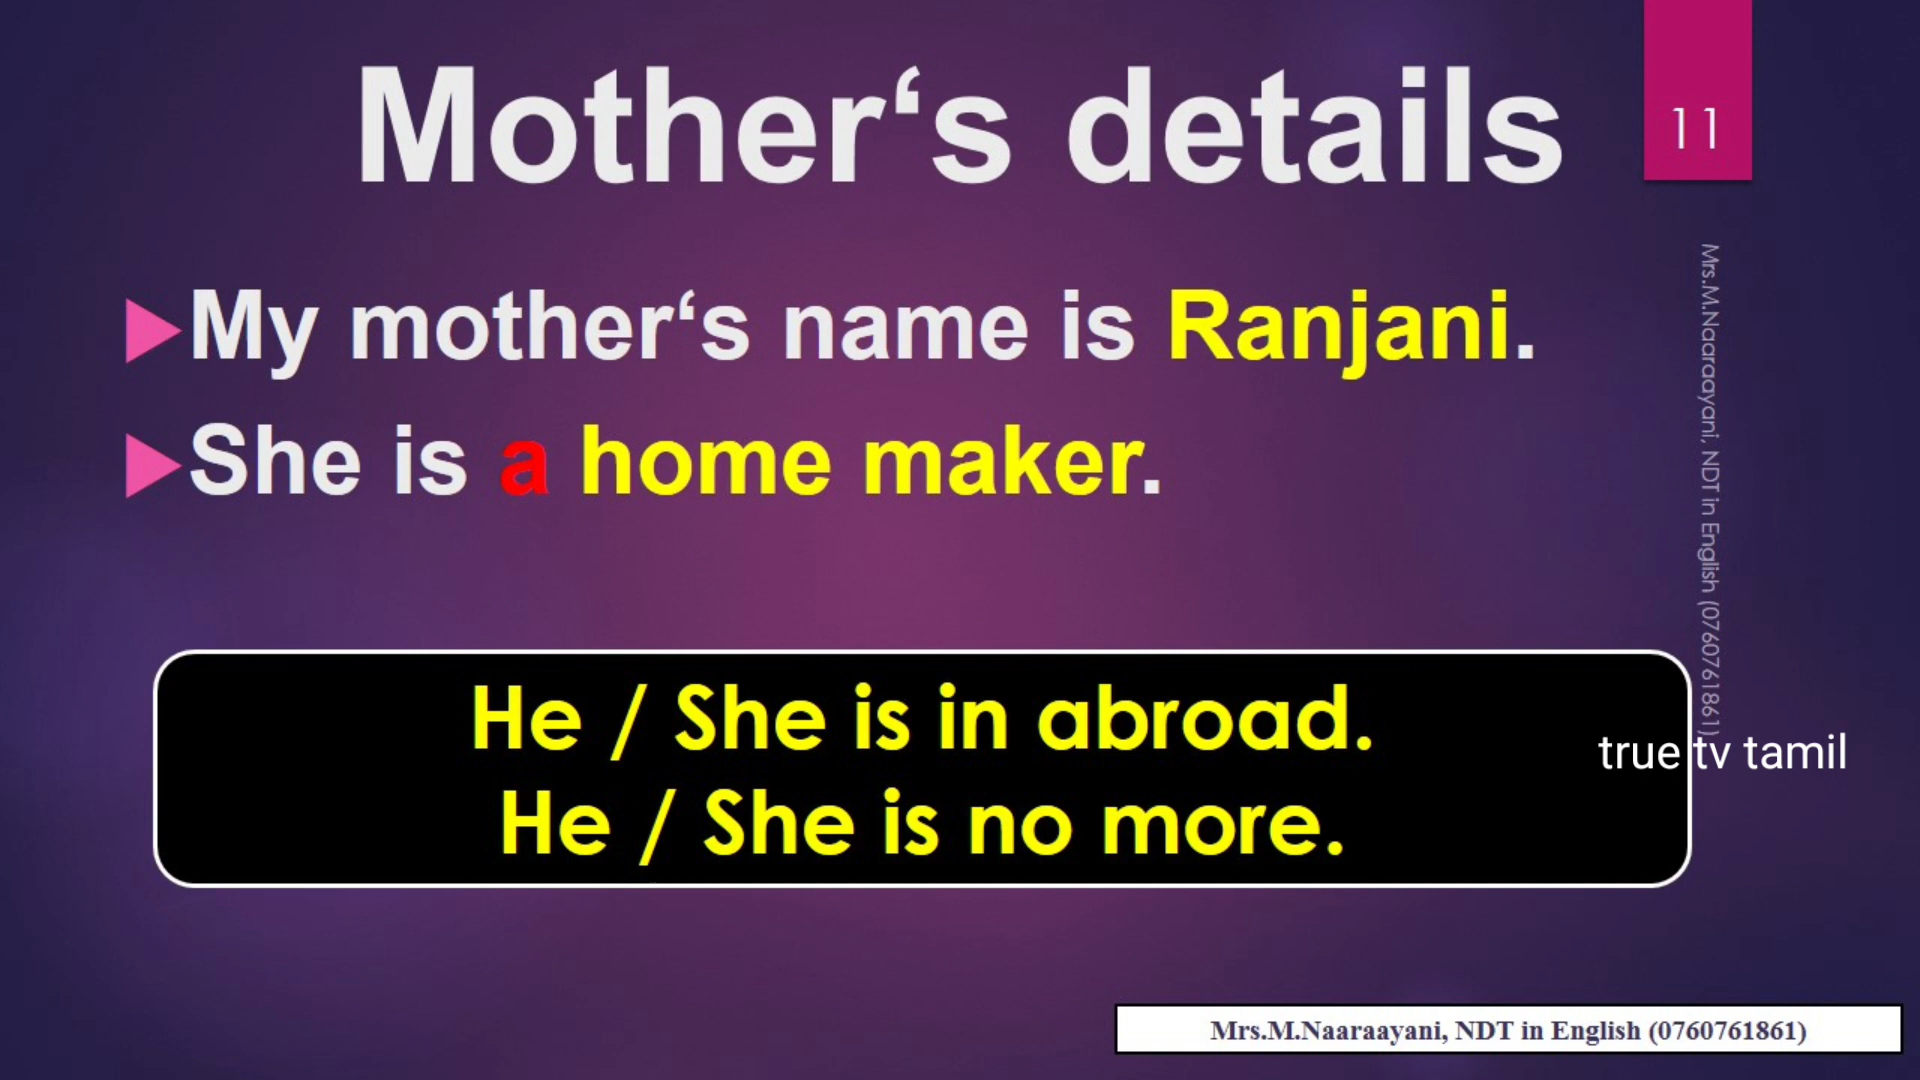 Mother‘s details
11
My mother‘s name is Ranjani.
She is a home maker.
He / She is in abroad.
He / She is no more.
Mrs.M.Naaraayani, NDT in English (0760761861)
true tv tamil
Mrs.M.Naaraayani, NDT in English (0760761861)